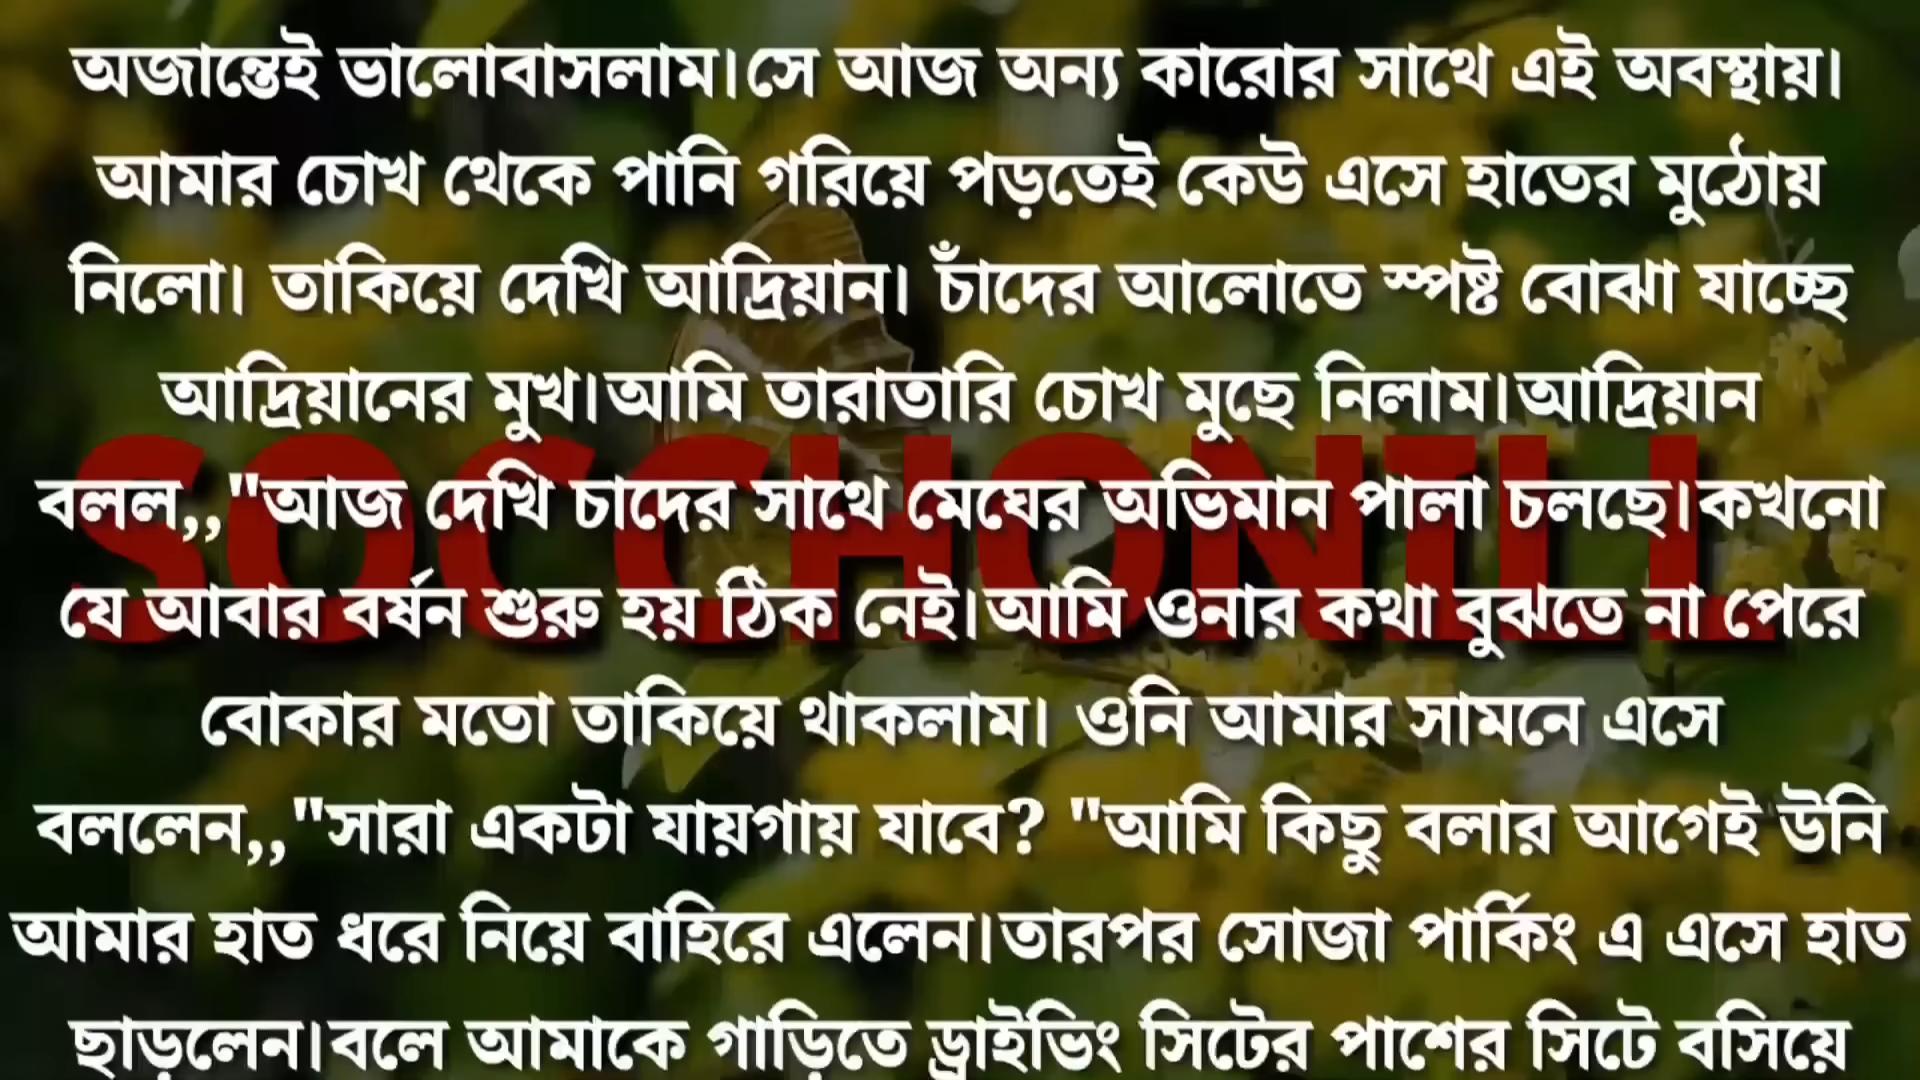 অজান্তেই ভালোবাসলাম।সে আজ অন্য কারোর সাথে এই অবস্থায়।
আমার চোখ থেকে পানি গরিয়ে পড়তেই কেউ এসে হাতের মুঠোয়
নিলো। তাকিয়ে দেখি আদ্রিয়ান। চাঁদের আলোতে স্পষ্ট বোঝা যাচ্ছে
আদ্রিয়ানের মুখ।আমি তারাতারি চোখ মুছে নিলাম।আদ্রিয়ান
বলল,,"আজ দেখি চাদের সাথে মেঘের অভিমান পালা চলছে।কখনো
যে আবার বর্ষন শুরু হয় ঠিক নেই।আমি ওনার কথা বুঝতে না পেরে
বোকার মতো তাকিয়ে থাকলাম। ওনি আমার সামনে এসে
বললেন,,"সারা একটা যায়গায় যাবে? "আমি কিছু বলার আগেই উনি
আমার হাত ধরে নিয়ে বাহিরে এলেন।তারপর সোজা পার্কিং এ এসে হাত
ছাড়লেন।বলে আমাকে গাড়িতে ড্রাইভিং সিটের পাশের সিটে বসিয়ে
SOCCHONILL